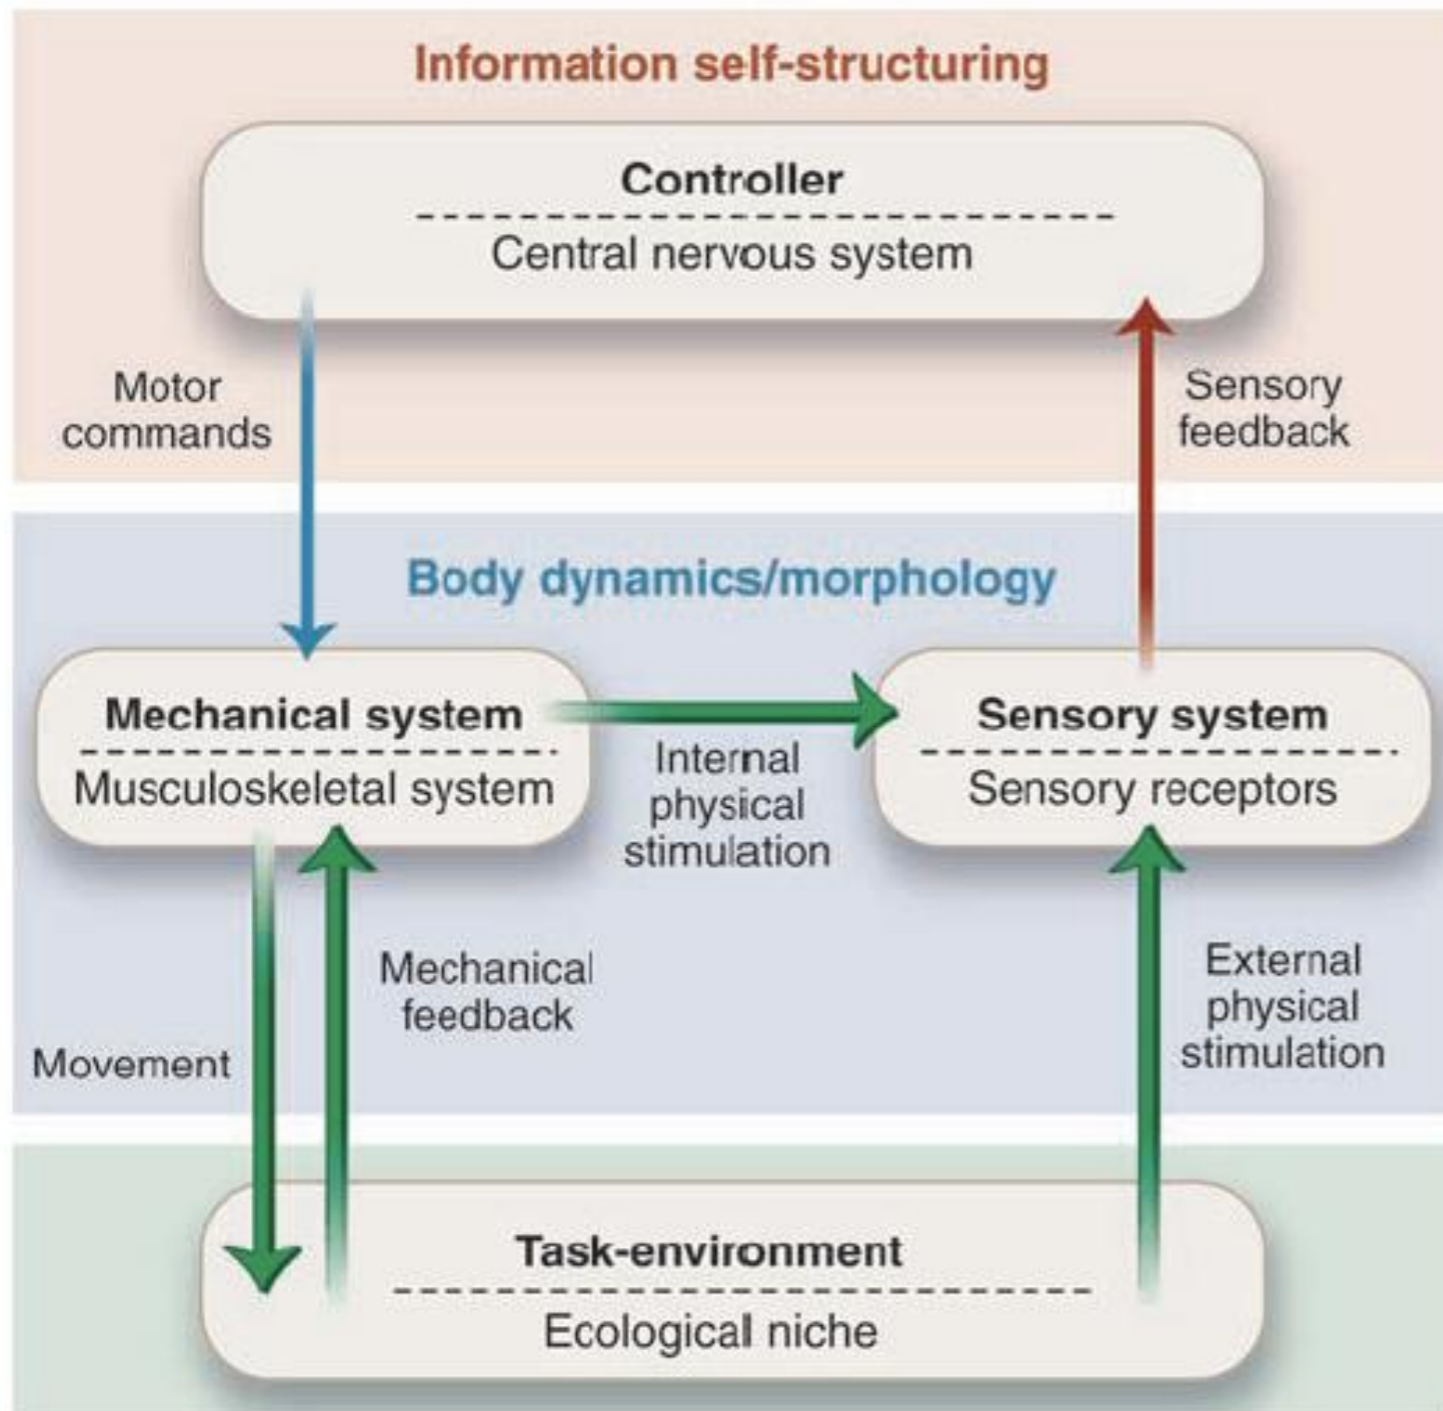 Information self-structuring
Controller
Central nervous system
Motor
commands
Sensory
feedback
Body dynamics/morphology
Mechanical system
Musculoskeletal system
Internal
physical
stimulation
Sensory system
Sensory receptors
Mechanical
feedback
Movement
External
physical
stimulation
Task-environment
Ecological niche